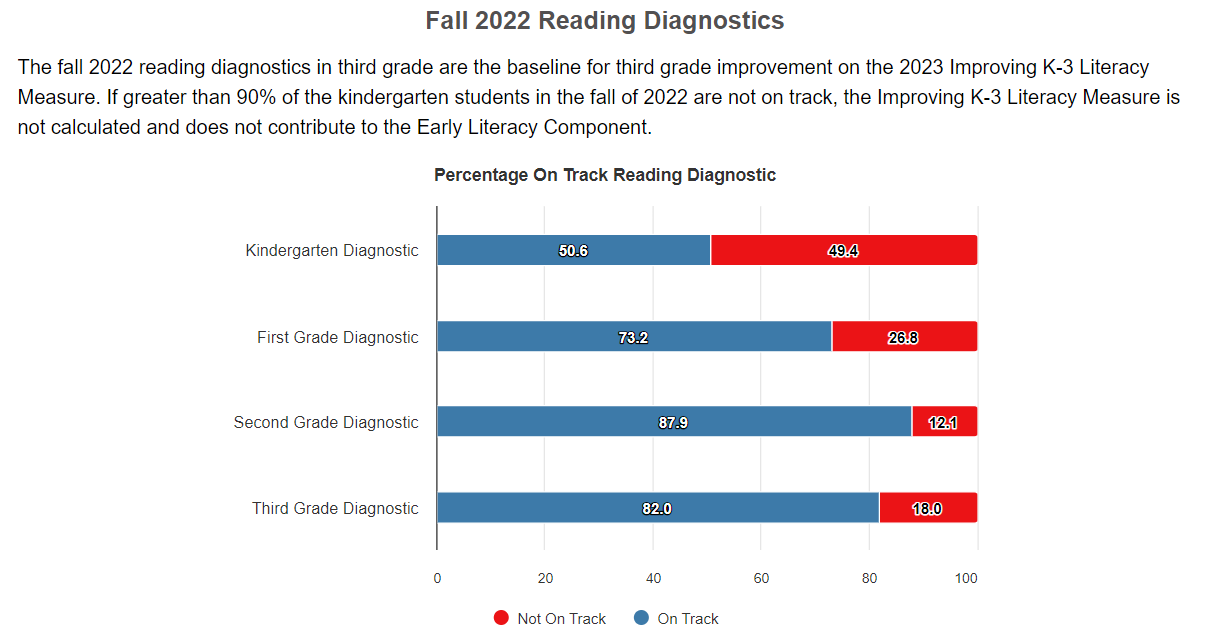 Fall 2022 Reading Diagnostics
The fall 2022 reading diagnostics in third grade are the baseline for third grade improvement on the 2023 Improving K-3 Literacy
Measure. If greater than 90% of the kindergarten students in the fall of 2022 are not on track, the Improving K-3 Literacy Measure is
not calculated and does not contribute to the Early Literacy Component.
Percentage On Track Reading Diagnostic
Kindergarten Diagnostic 50.6 49.4
First Grade Diagnostic 73.2 26.8
Second Grade Diagnostic 87.9 12.1
Third Grade Diagnostic 82.0 18.0
0 20 40 60 80 100
Not On Track On Track